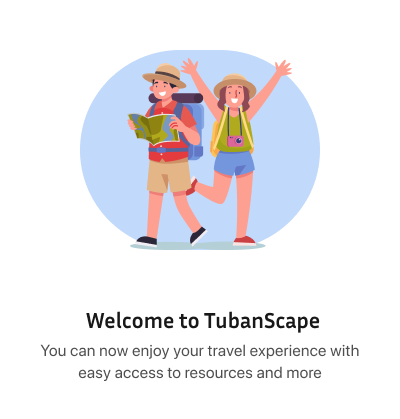 Welcome to TubanScape
You can now enjoy your travel experience with
easy access to resources and more